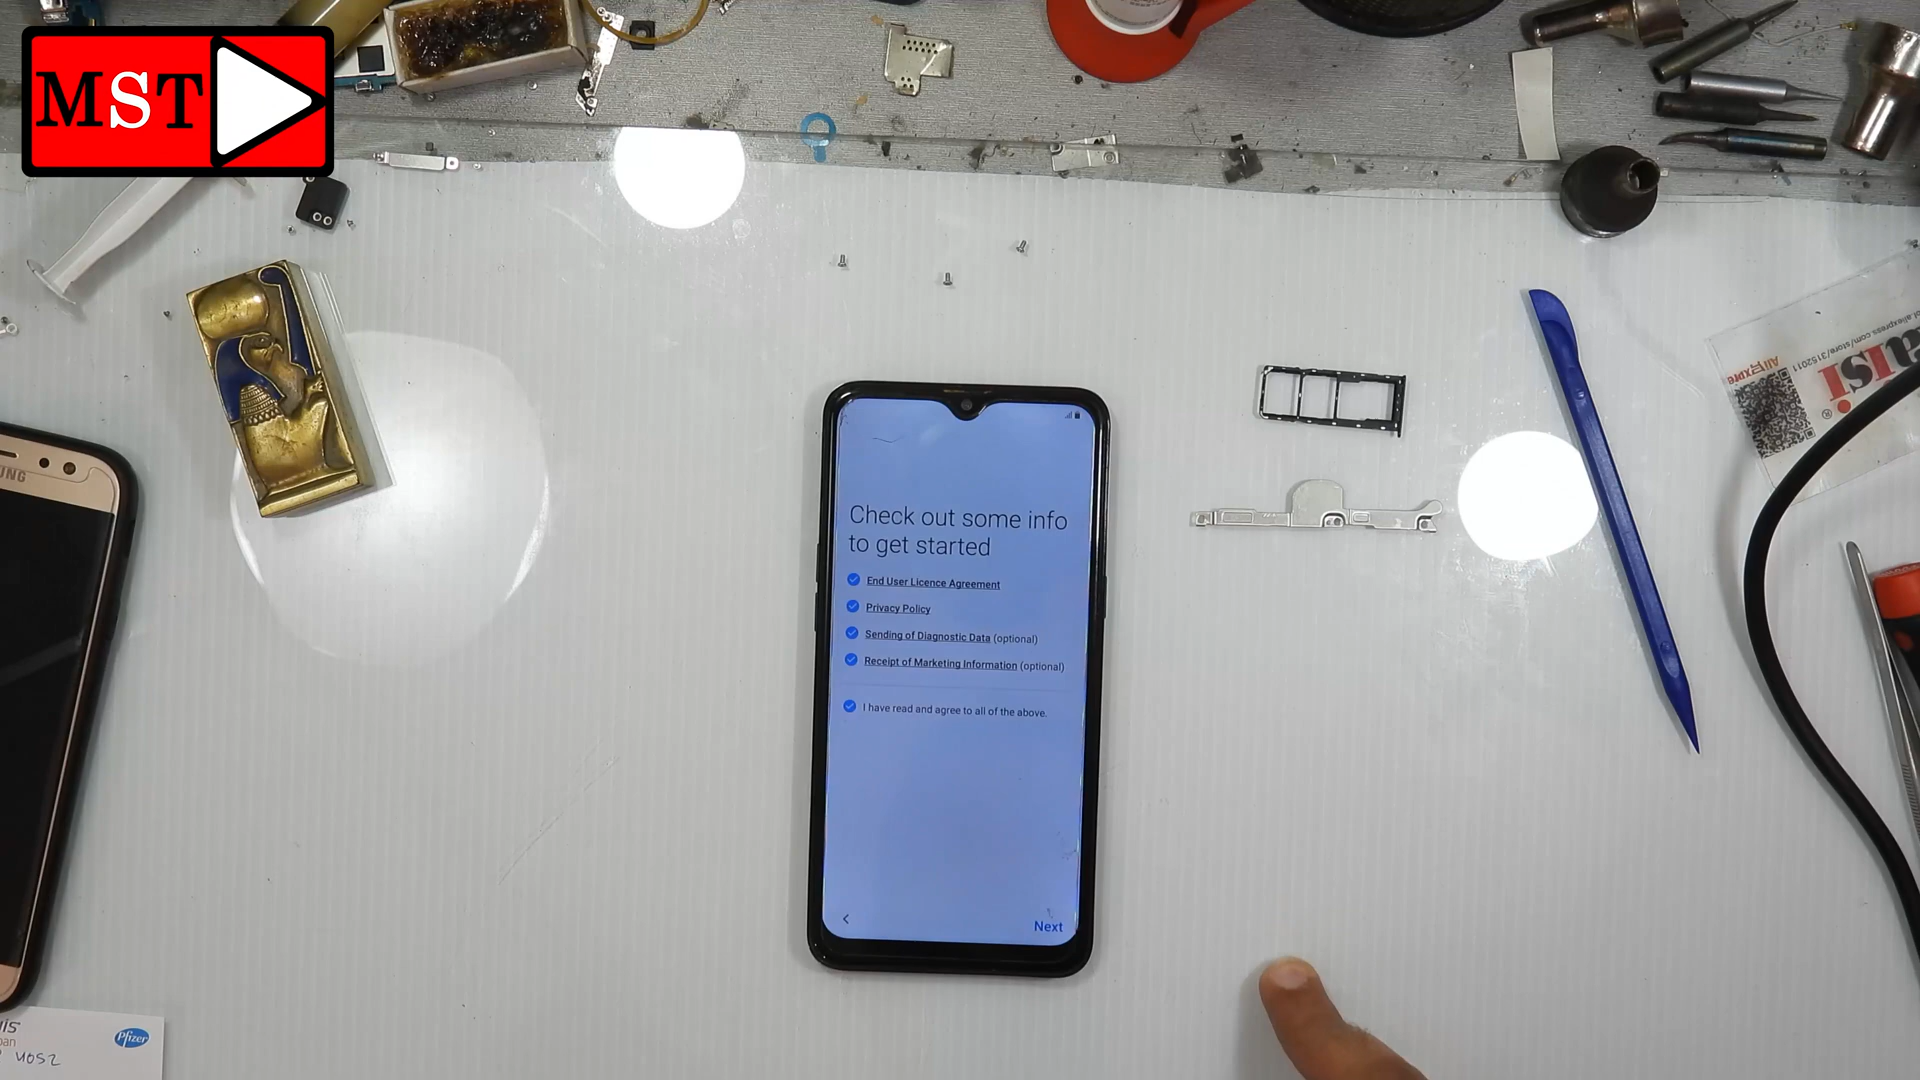 MST
Check out some info
to get started
End User Licence Agreement
Privacy Policy
Sending of Diagnostic Data (optional)
Receipt of Marketing Information (optional)
I have read and agree to all of the above.
Next
Pfizer